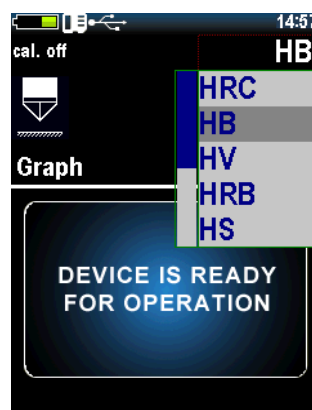 14:57
cal. off
HB
HRC
HB
HV
HRB
HS
Graph
DEVICE IS READY
FOR OPERATION